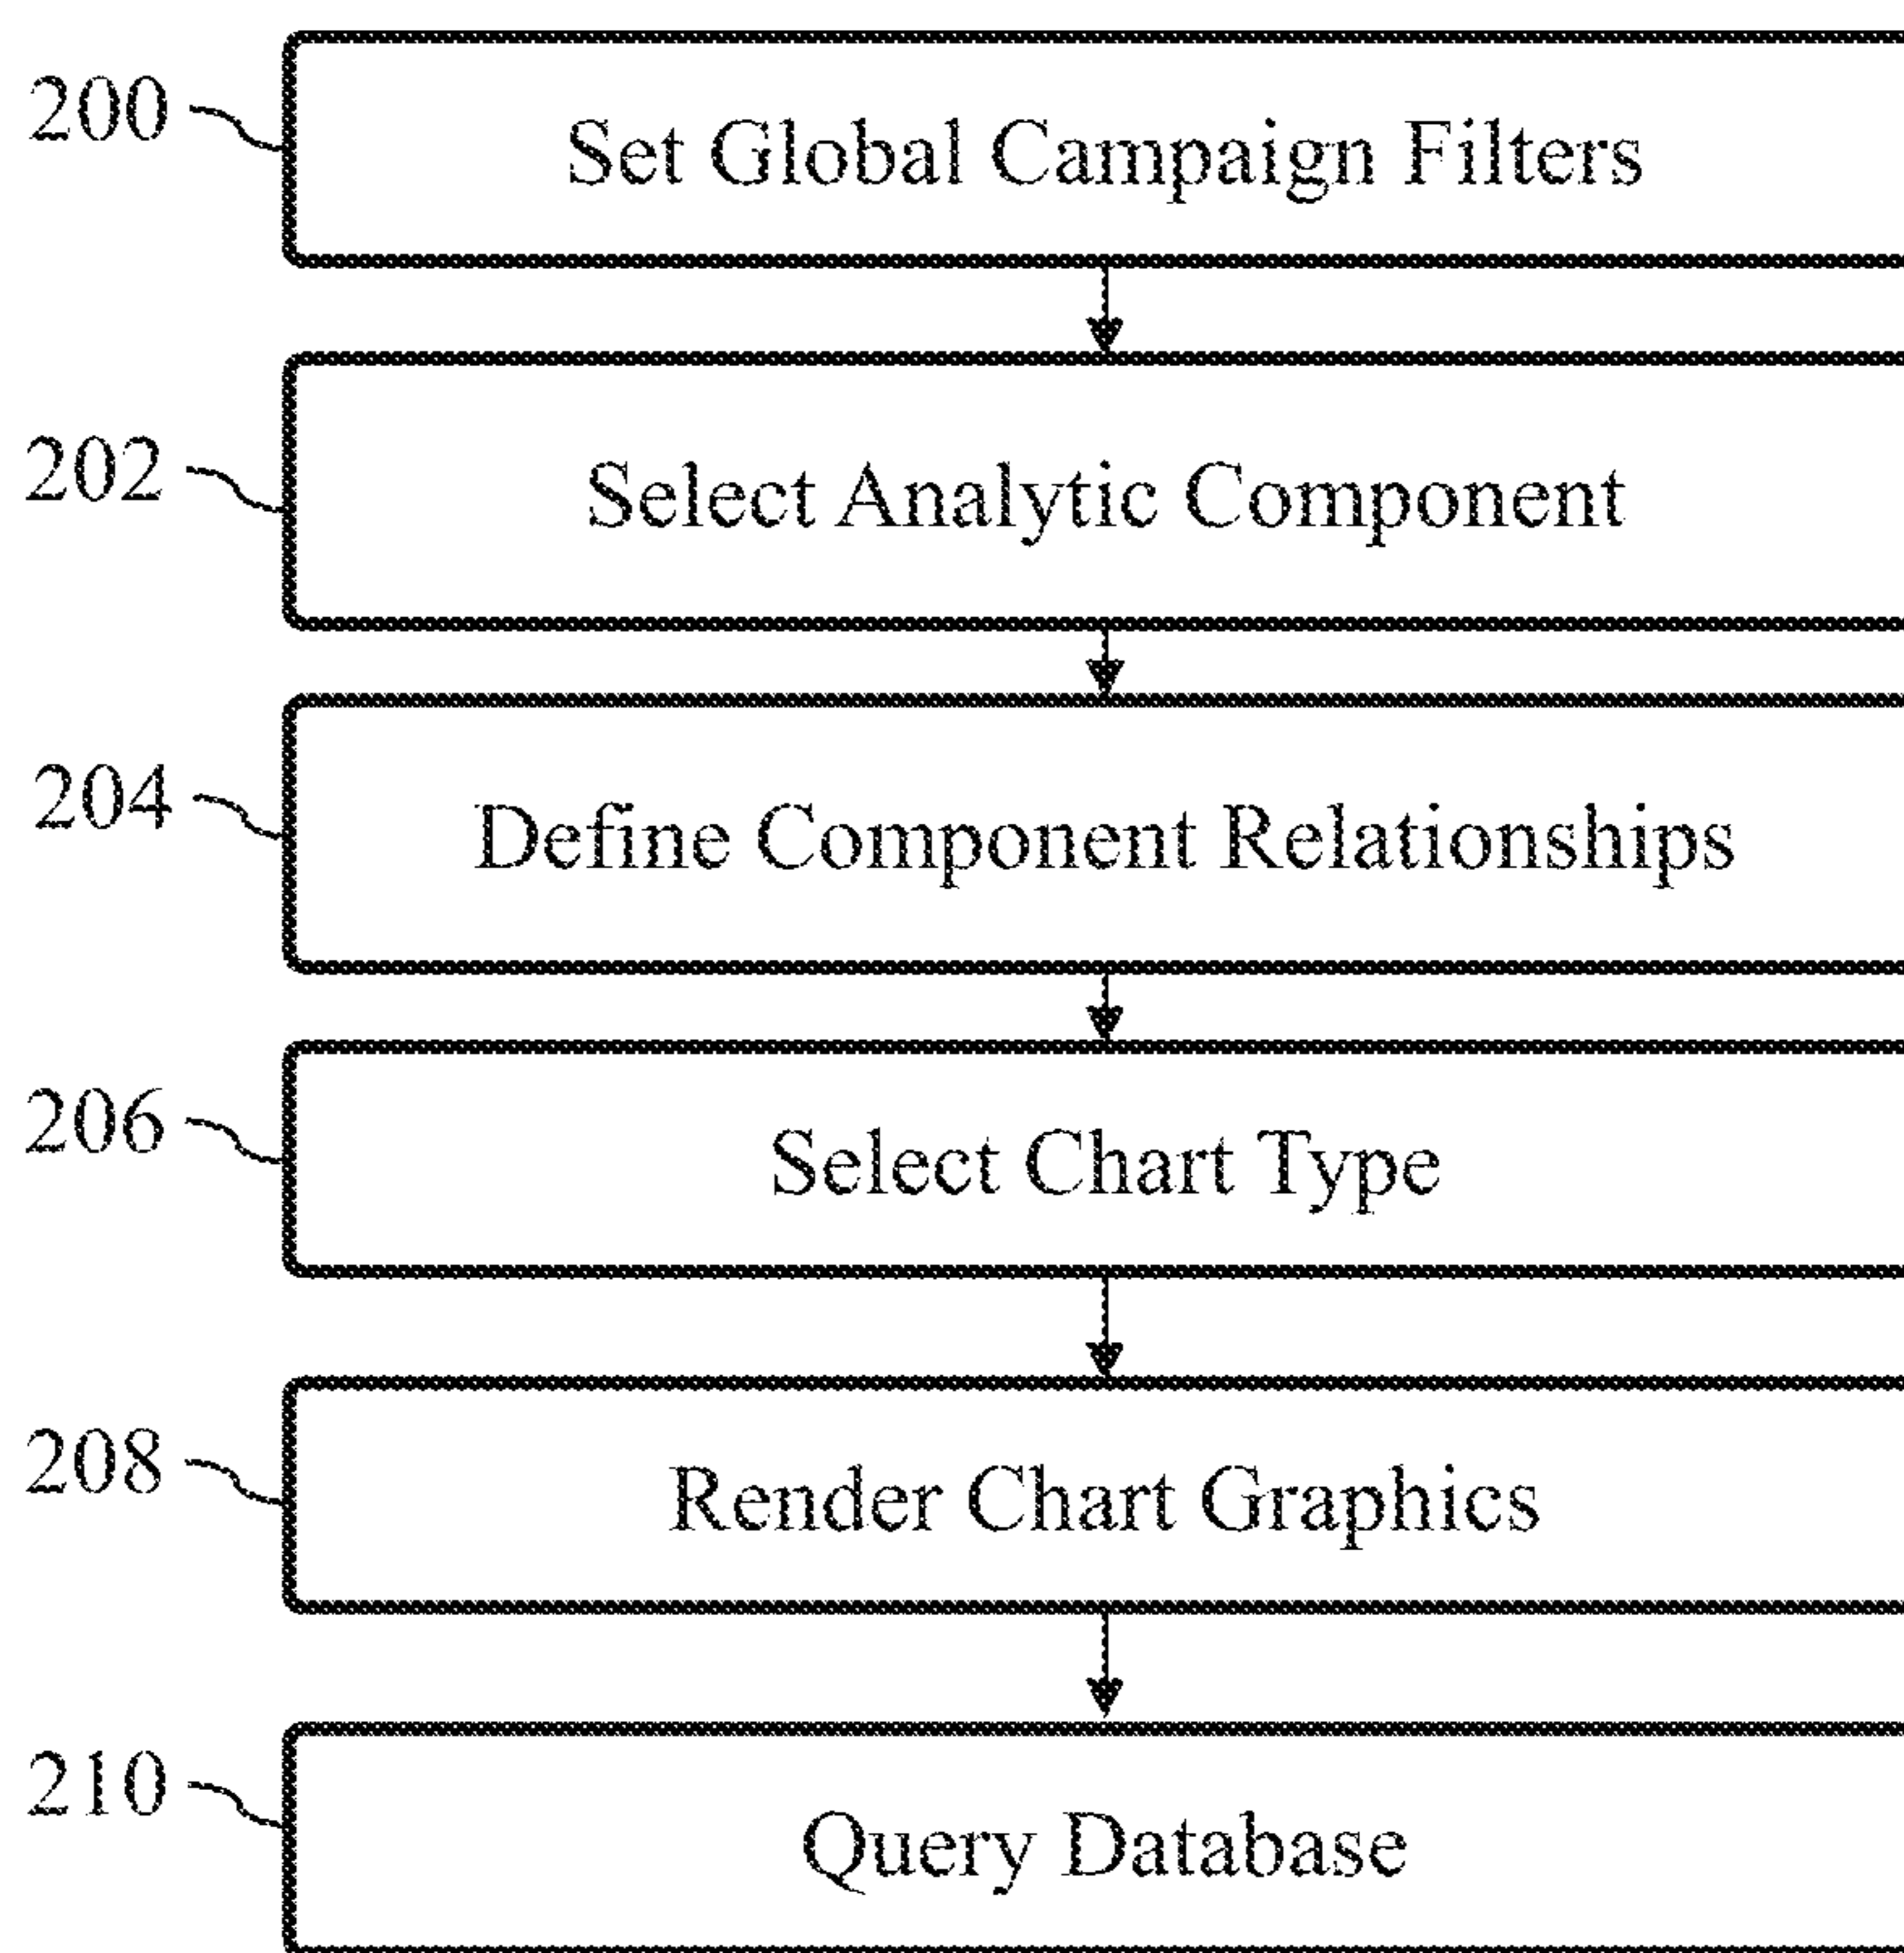 200 Set Global Campaign Filters
202 Select Analytic Component
204 Define Component Relationships
206 Select Chart Type
208 Render Chart Graphics
210 Query Database